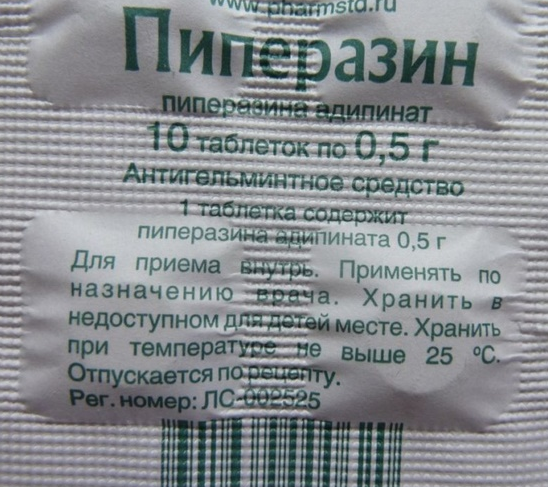 www.pharmstd.ru
Пиперазин
пиперазина адипинат
10 таблеток по 0,5 г
Антигельминтное средство
1 таблетка содержит
пиперазина адипината 0,5 г
Для приема внутрь. Применять по
назначению врача. Хранить в
недоступном для детей месте. Хранить
при температуре не выше 25 °С.
Отпускается по рецепту.
Рег. номер: ЛС-002525